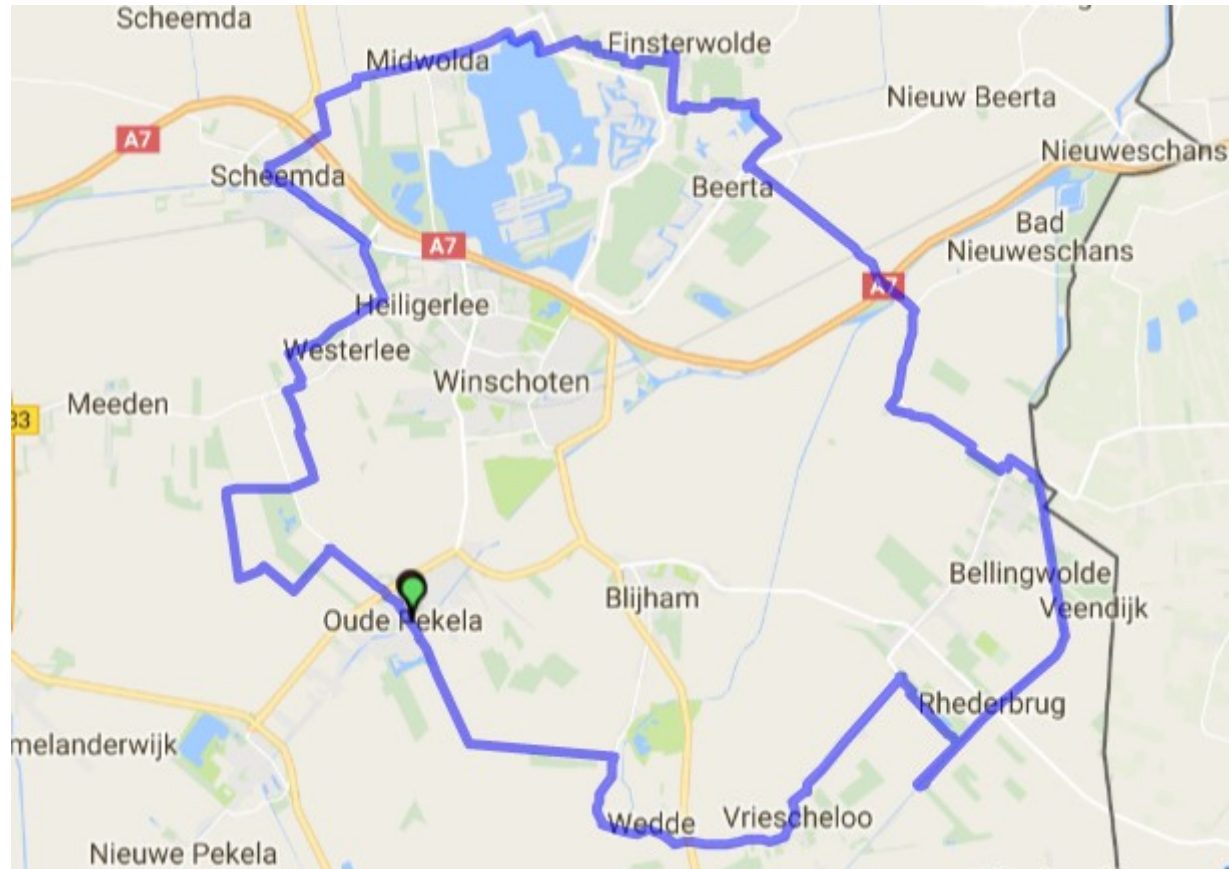 Scheemda
Midwolda
Finsterwolde
Nieuw Beerta
A7
Nieuweschans
Scheemda
Beerta
Bad
Nieuweschans
A7
A7
Heiligerlee
Westerlee
Winschoten
Meeden
33
Bellingwolde
Blijham
Veendijk
Oude Pekela
Rhederbrug
melanderwijk
Wedde
Vriescheloo
Nieuwe Pekela